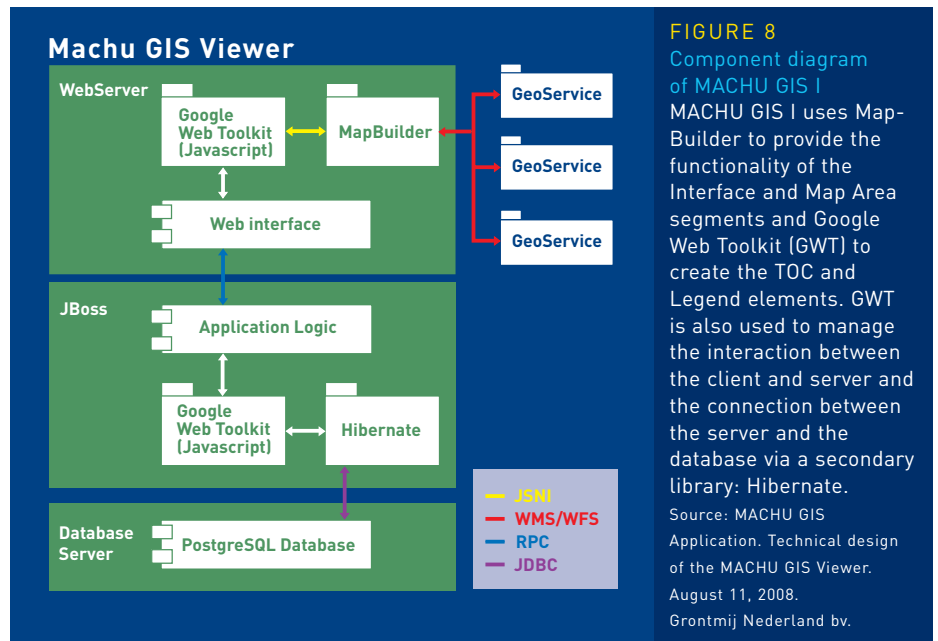 Machu GIS Viewer
WebServer
Google
Web Toolkit
(Javascript)
MapBuilder
GeoService
GeoService
GeoService
Web interface
JBoss
Application Logic
Google
Web Toolkit
(Javascript)
Hibernate
Database
Server
PostgreSQL Database
JSNI
WMS/WFS
RPC
JDBC
FIGURE 8
Component diagram
of MACHU GIS I
MACHU GIS I uses Map-
Builder to provide the
functionality of the
Interface and Map Area
segments and Google
Web Toolkit (GWT) to
create the TOC and
Legend elements. GWT
is also used to manage
the interaction between
the client and server and
the connection between
the server and the
database via a secondary
library: Hibernate.
Source: MACHU GIS
Application. Technical design
of the MACHU GIS Viewer.
August 11, 2008.
Grontmij Nederland bv.